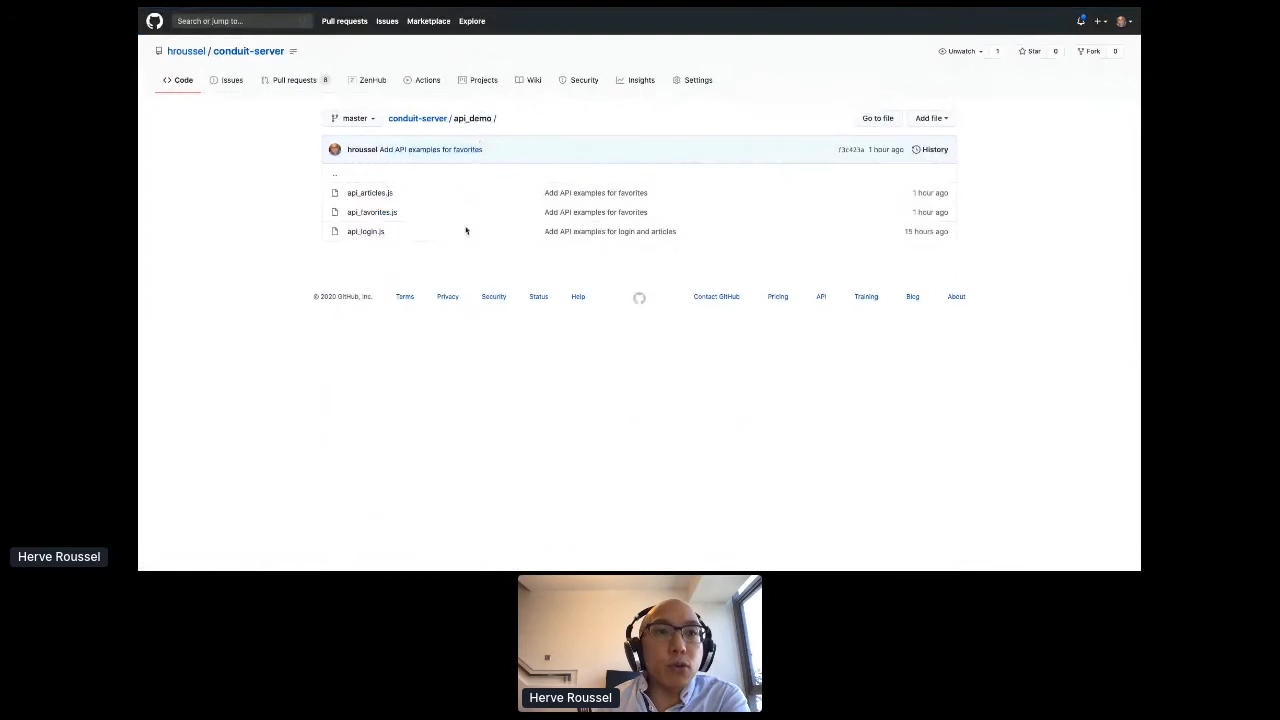 Search or jump to...
Pull requests Issues Marketplace Explore
hroussel / conduit-server
Unwatch 1 Star 0 Fork 0
Code Issues Pull requests 8 ZenHub Actions Projects Wiki Security Insights Settings
master conduit-server / api_demo / Go to file Add file
hroussel Add API examples for favorites f3c423a 1 hour ago History
..
api_articles.js Add API examples for favorites 1 hour ago
api_favorites.js Add API examples for favorites 1 hour ago
api_login.js Add API examples for login and articles 15 hours ago
© 2020 GitHub, Inc. Terms Privacy Security Status Help Contact GitHub Pricing API Training Blog About
Herve Roussel
Herve Roussel